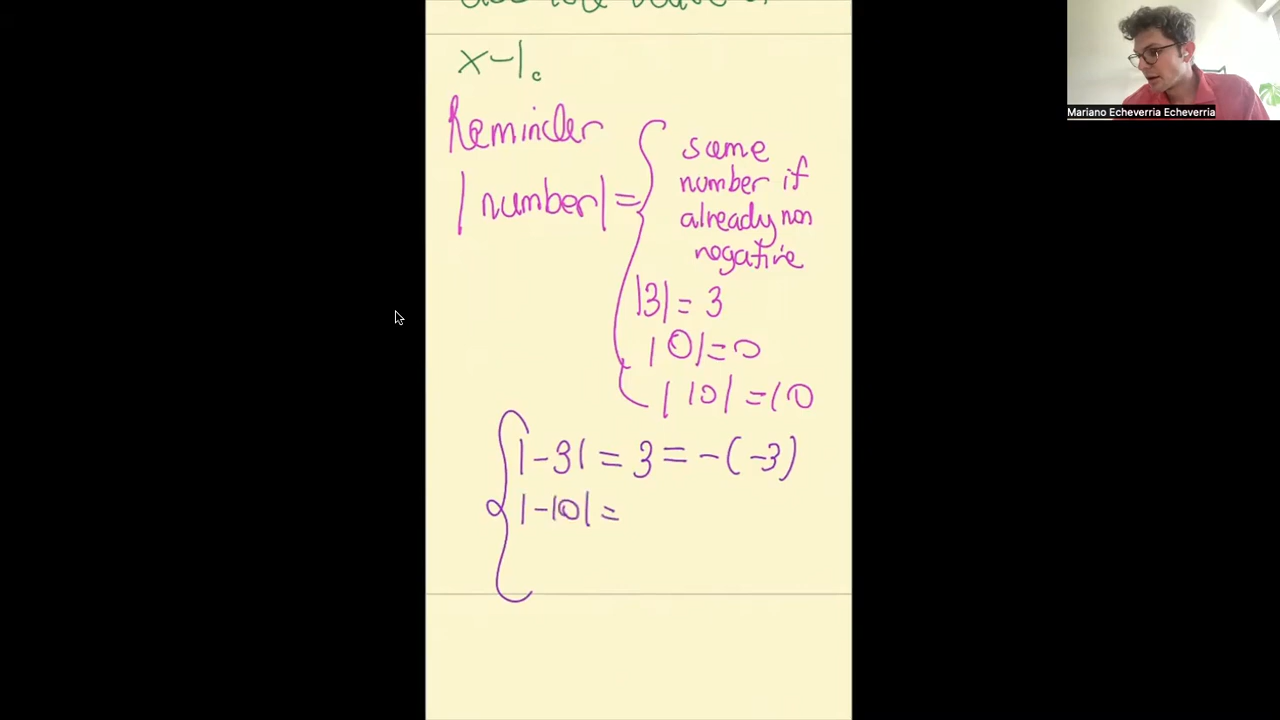 x-1.
Reminder
|number| =
same
number if
already non
negative
|3| = 3
|0| = 0
|10| = 10
|-3| = 3 = -(-3)
|-10| =
Mariano Echeverria Echeverria